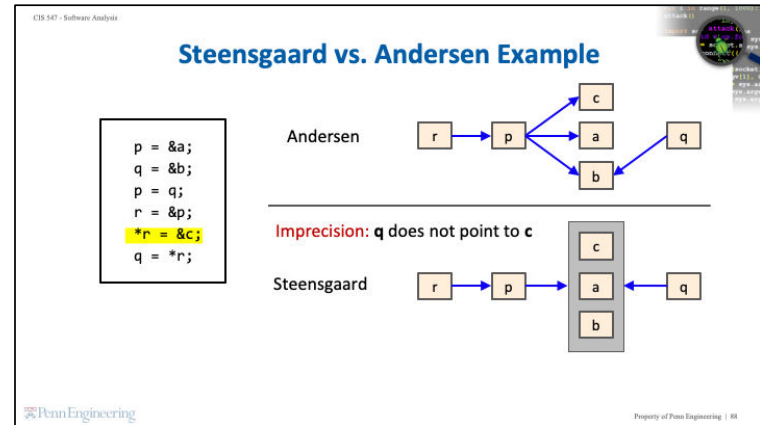 CIS 547 - Software Analysis
Steensgaard vs. Andersen Example
p = &a;
q = &b;
p = q;
r = &p;
*r = &c;
q = *r;
Andersen
r
p
c
a
b
q
Imprecision: q does not point to c
Steensgaard
r
p
c
a
b
q
Penn Engineering
Property of Penn Engineering | 88